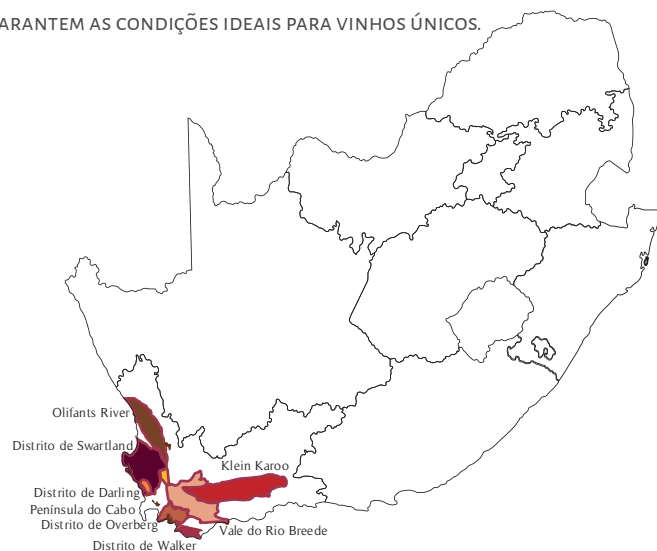 ARANTEM AS CONDIÇÕES IDEAIS PARA VINHOS ÚNICOS.
Olifants River
Distrito de Swartland
Klein Karoo
Distrito de Darling
Península do Cabo
Distrito de Overberg
Vale do Rio Breede
Distrito de Walker